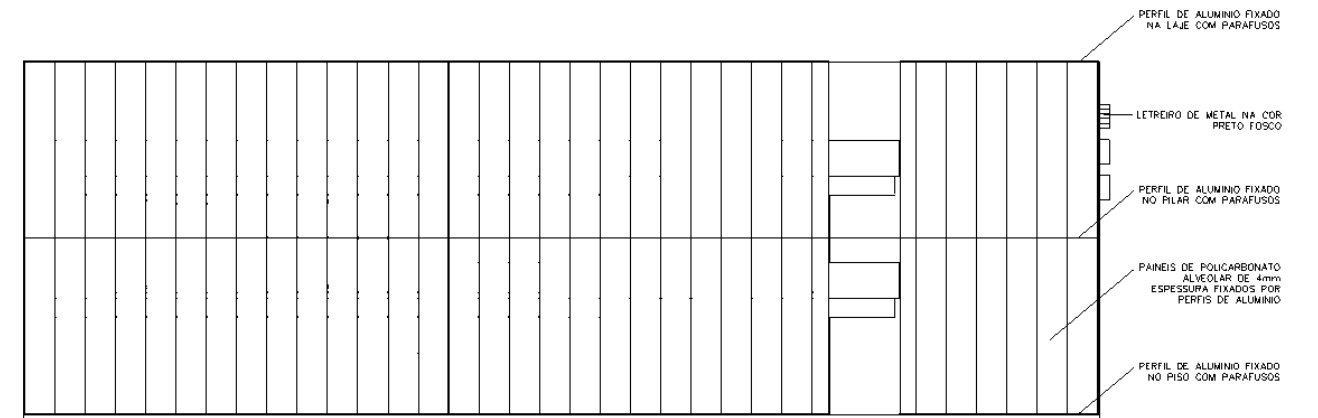 PERFIL DE ALUMINIO FIXADO
NA LAJE COM PARAFUSOS
LETREIRO DE METAL NA COR
PRETO FOSCO
PERFIL DE ALUMINIO FIXADO
NO PILAR COM PARAFUSOS
PAINEIS DE POLICARBONATO
ALVEOLAR DE 4mm
ESPESSURA FIXADOS POR
PERFIS DE ALUMINIO
PERFIL DE ALUMINIO FIXADO
NO PISO COM PARAFUSOS